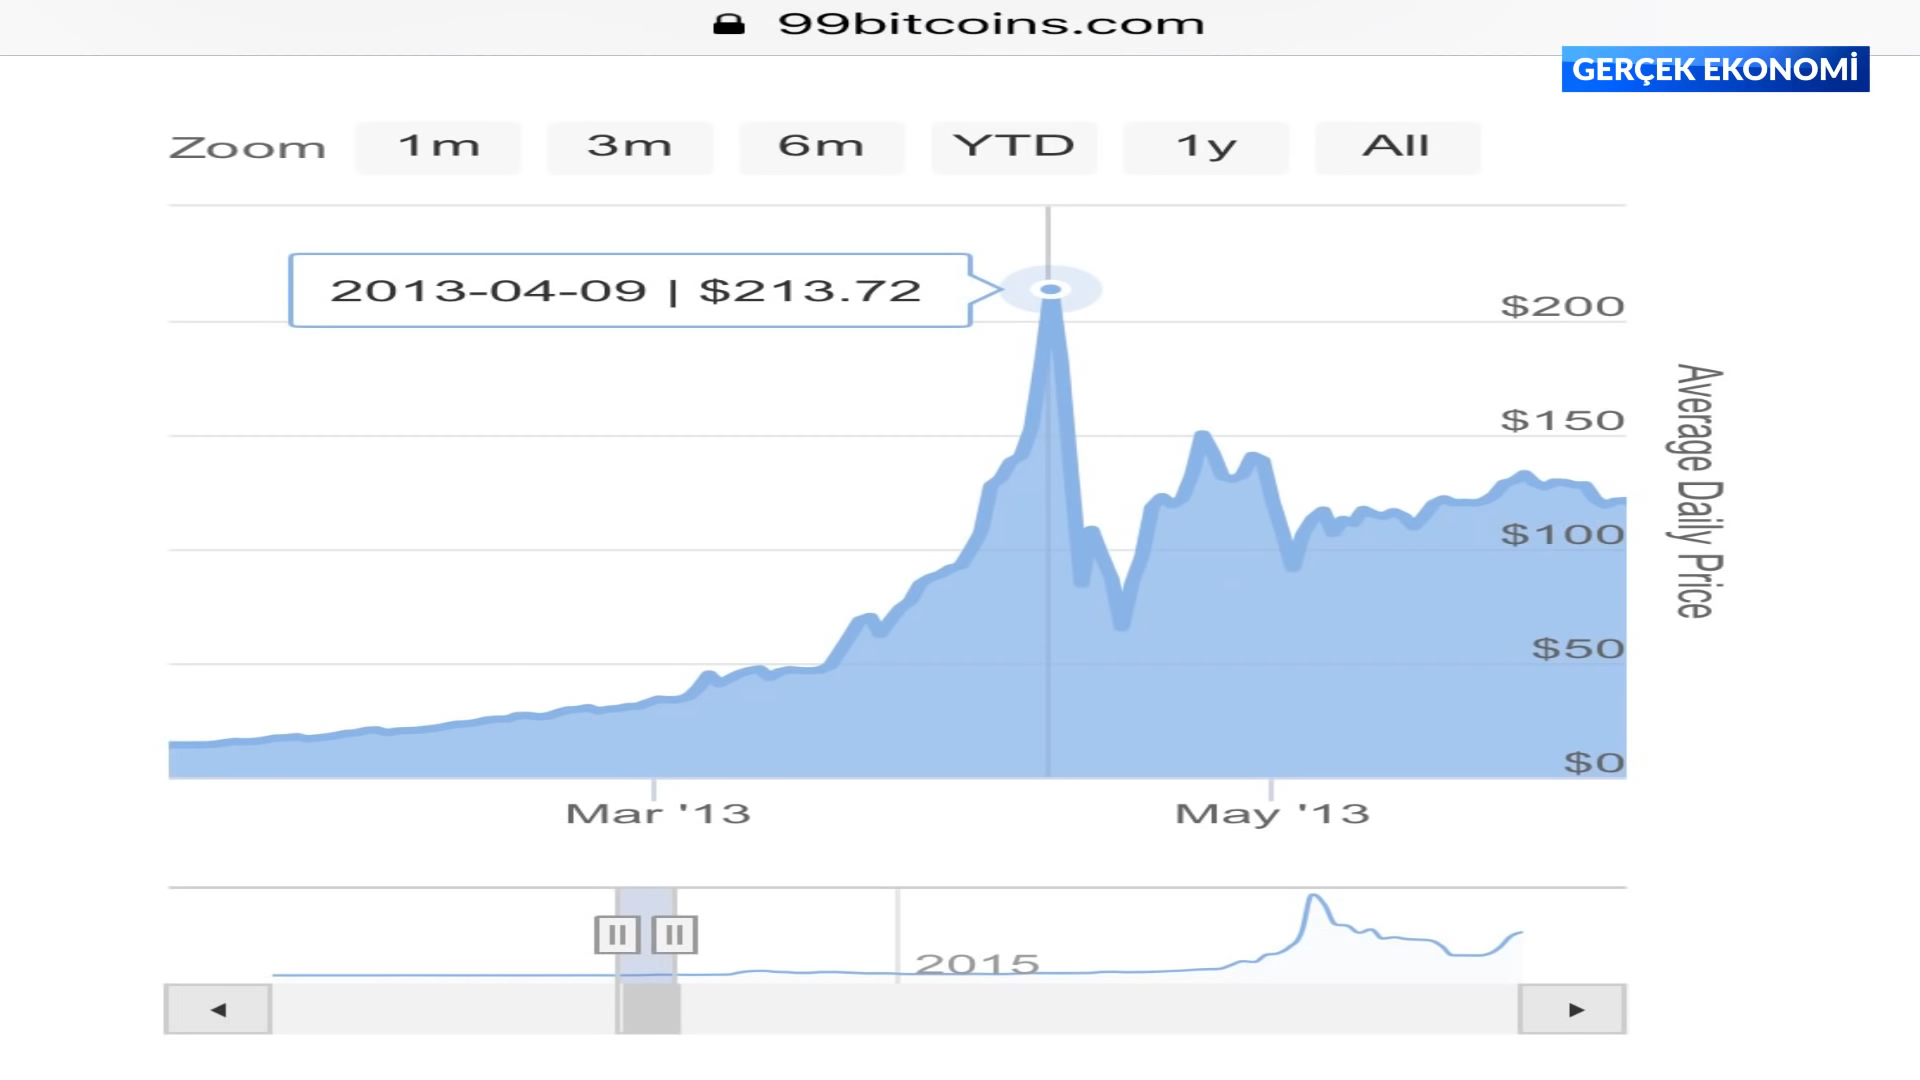 99bitcoins.com
GERÇEK EKONOMİ
Zoom 1m 3m 6m YTD 1y All
2013-04-09 | $213.72
$200
$150
$100
$50
$0
Average Daily Price
Mar '13 May '13
2015